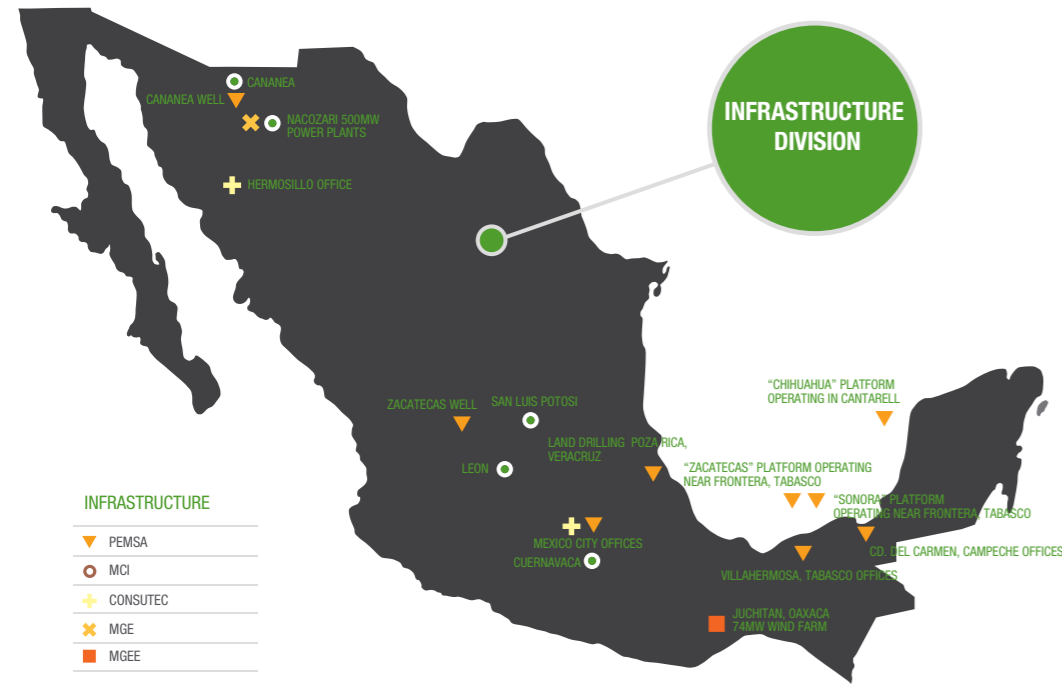 INFRASTRUCTURE
DIVISION
CANANEA
CANANEA WELL
NACOZARI 500MW
POWER PLANTS
HERMOSILLO OFFICE
ZACATECAS WELL
SAN LUIS POTOSI
LAND DRILLING POZA RICA,
VERACRUZ
LEON
"CHIHUAHUA" PLATFORM
OPERATING IN CANTARELL
"ZACATECAS" PLATFORM OPERATING
NEAR FRONTERA, TABASCO
"SONORA" PLATFORM
OPERATING NEAR FRONTERA, TABASCO
MEXICO CITY OFFICES
CUERNAVACA
CD. DEL CARMEN, CAMPECHE OFFICES
VILLAHERMOSA, TABASCO OFFICES
JUCHITAN, OAXACA
74MW WIND FARM
INFRASTRUCTURE
PEMSA
MCI
CONSUTEC
MGE
MGEE